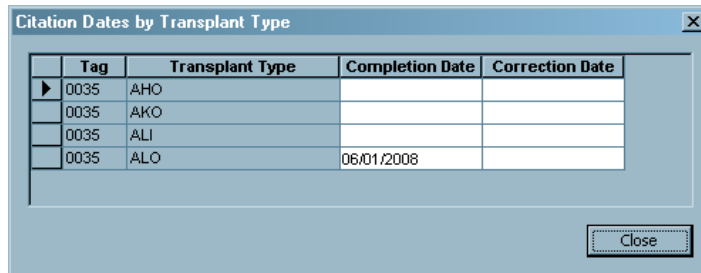 Citation Dates by Transplant Type
Tag Transplant Type Completion Date Correction Date
0035 AHO
0035 AKO
0035 ALI
0035 ALO 06/01/2008
Close